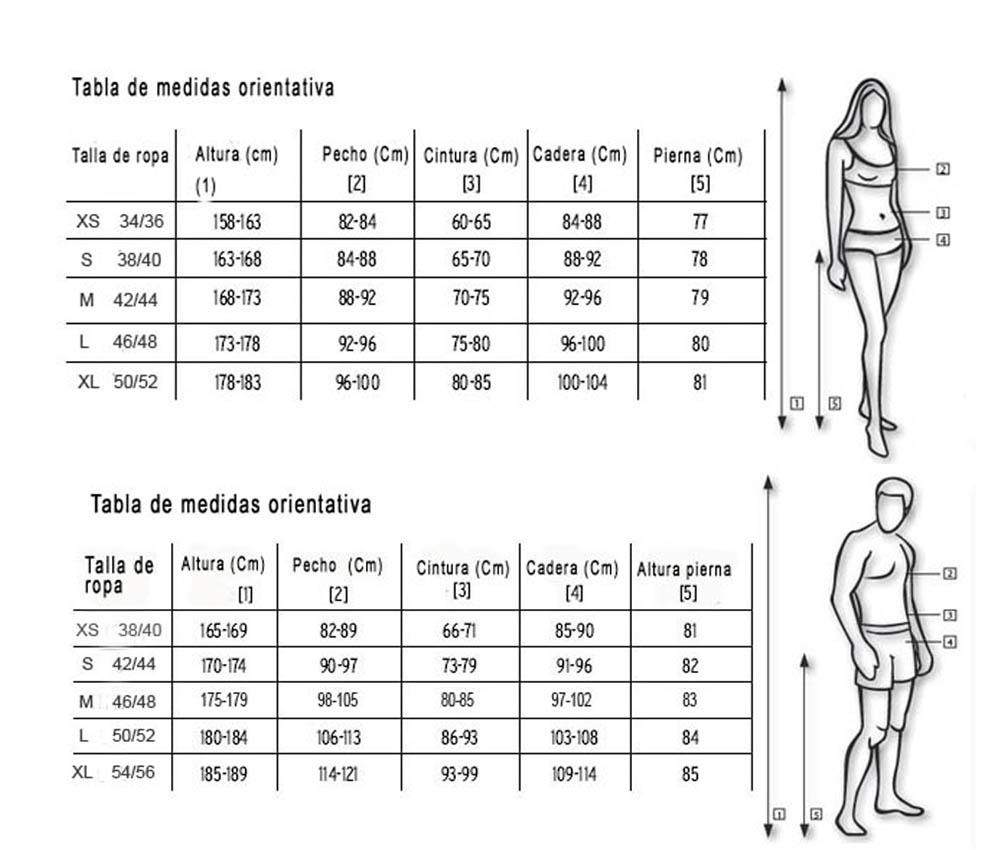 Tabla de medidas orientativa
Talla de ropa Altura (cm) Pecho (Cm) Cintura (Cm) Cadera (Cm) Pierna (Cm)
(1) [2] [3] [4] [5]
XS 34/36 158-163 82-84 60-65 84-88 77
S 38/40 163-168 84-88 65-70 88-92 78
M 42/44 168-173 88-92 70-75 92-96 79
L 46/48 173-178 92-96 75-80 96-100 80
XL 50/52 178-183 96-100 80-85 100-104 81
2
3
4
1 5
Tabla de medidas orientativa
Talla de ropa Altura (Cm) Pecho (Cm) Cintura (Cm) Cadera (Cm) Altura pierna
[1] [2] [3] [4] [5]
XS 38/40 165-169 82-89 66-71 85-90 81
S 42/44 170-174 90-97 73-79 91-96 82
M 46/48 175-179 98-105 80-85 97-102 83
L 50/52 180-184 106-113 86-93 103-108 84
XL 54/56 185-189 114-121 93-99 109-114 85
2
3
4
1 5